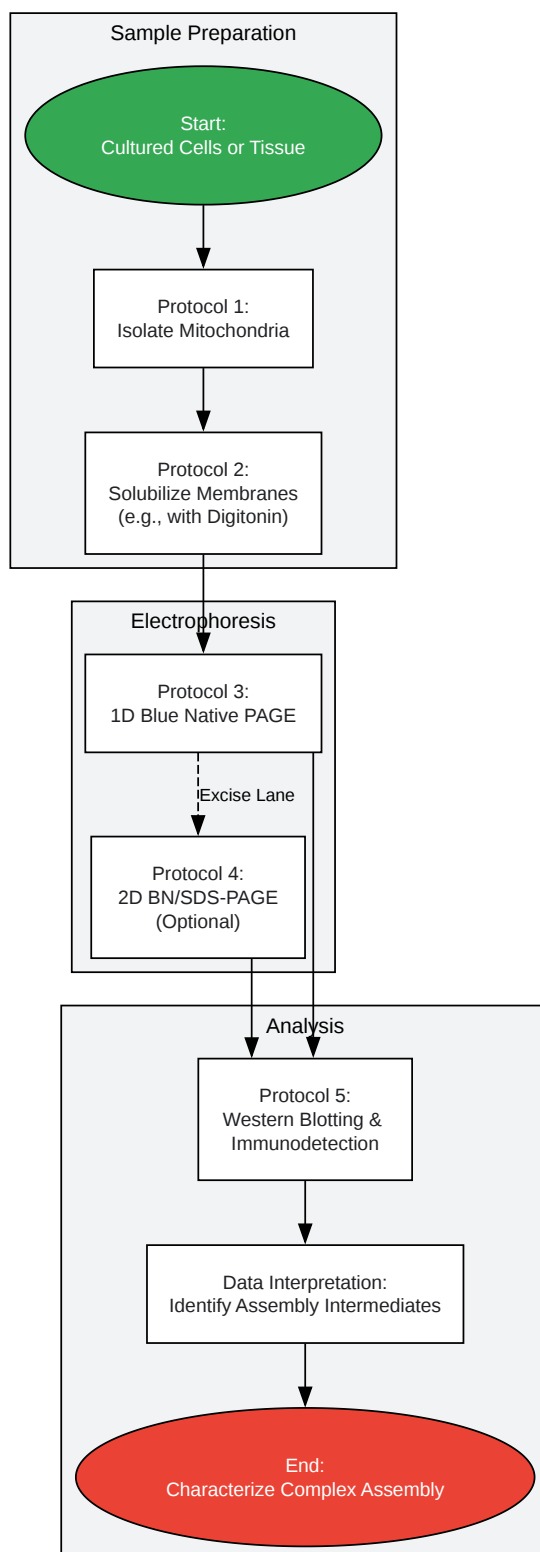 Sample Preparation
Start:
Cultured Cells or Tissue
Protocol 1:
Isolate Mitochondria
Protocol 2:
Solubilize Membranes
(e.g., with Digitonin)
Electrophoresis
Protocol 3:
1D Blue Native PAGE
Excise Lane
Protocol 4:
2D BN/SDS-PAGE
(Optional)
Analysis
Protocol 5:
Western Blotting &
Immunodetection
Data Interpretation:
Identify Assembly Intermediates
End:
Characterize Complex Assembly